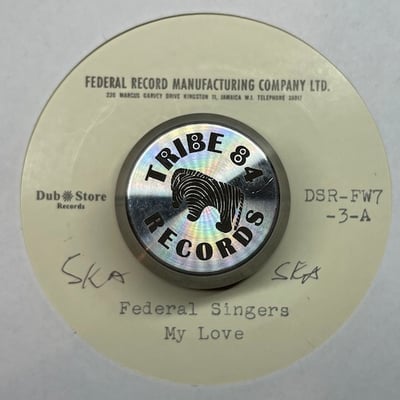 FEDERAL RECORD MANUFACTURING COMPANY LTD.
220 MARCUS GARVEY DRIVE KINGSTON 11, JAMAICA W.I. TELEPHONE 38017
TRIBE 84
RECORDS
Dub Store
Records
DSR-FW7
-3-A
SKA
SKA
Federal Singers
My Love